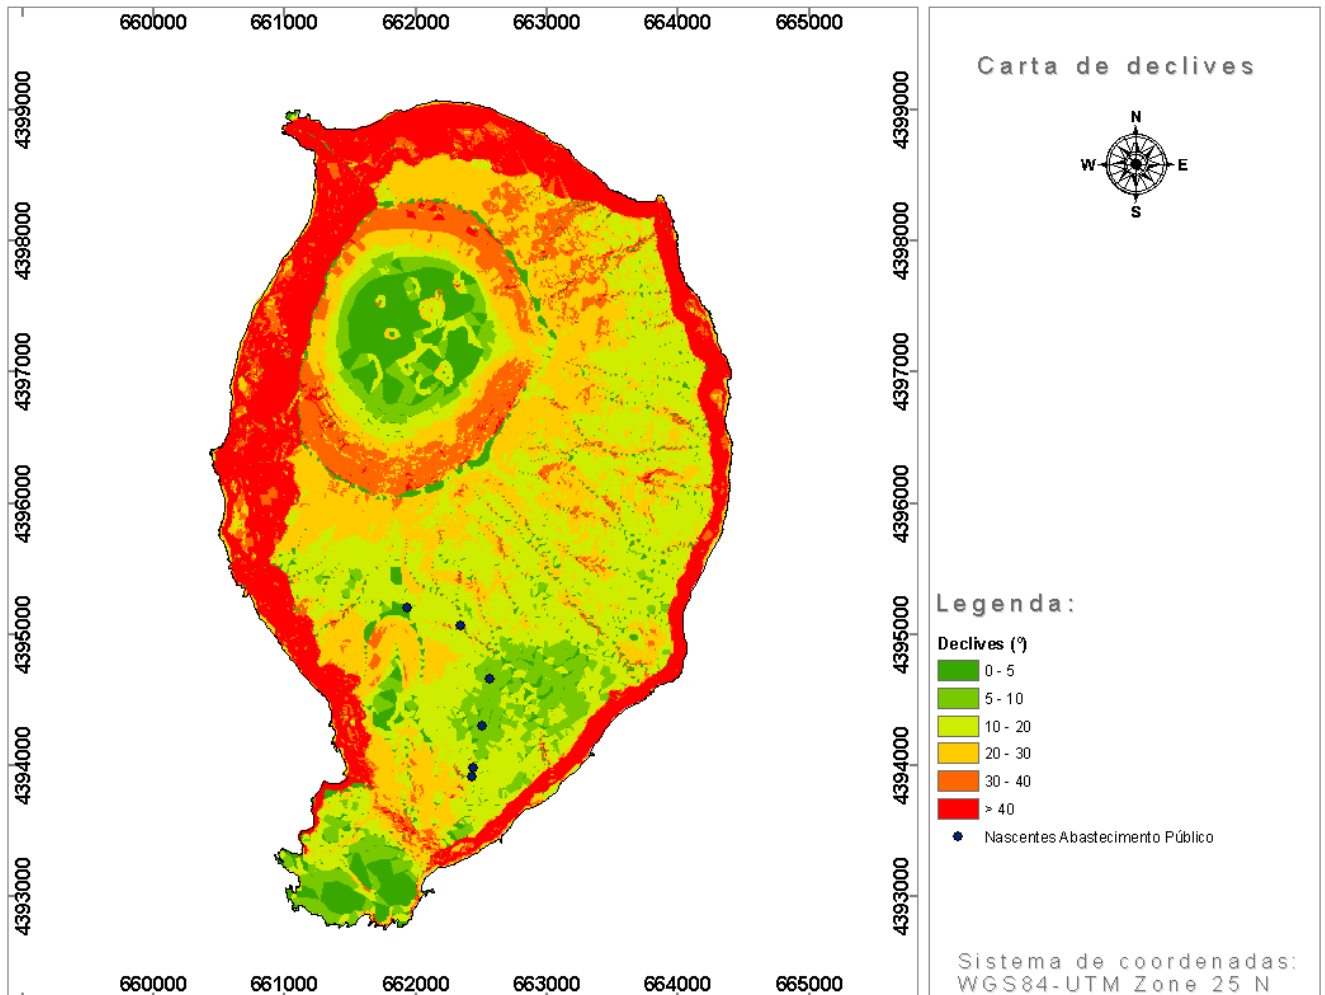 660000 661000 662000 663000 664000 665000
Carta de declives
N
W E
S
4399000 4399000
4398000 4398000
4397000 4397000
4396000 4396000
4395000 4395000
4394000 4394000
4393000 4393000
Legenda:
Declives (º)
0 - 5
5 - 10
10 - 20
20 - 30
30 - 40
> 40
Nascentes Abastecimento Público
660000 661000 662000 663000 664000 665000
Sistema de coordenadas:
WGS84-UTM Zone 25 N